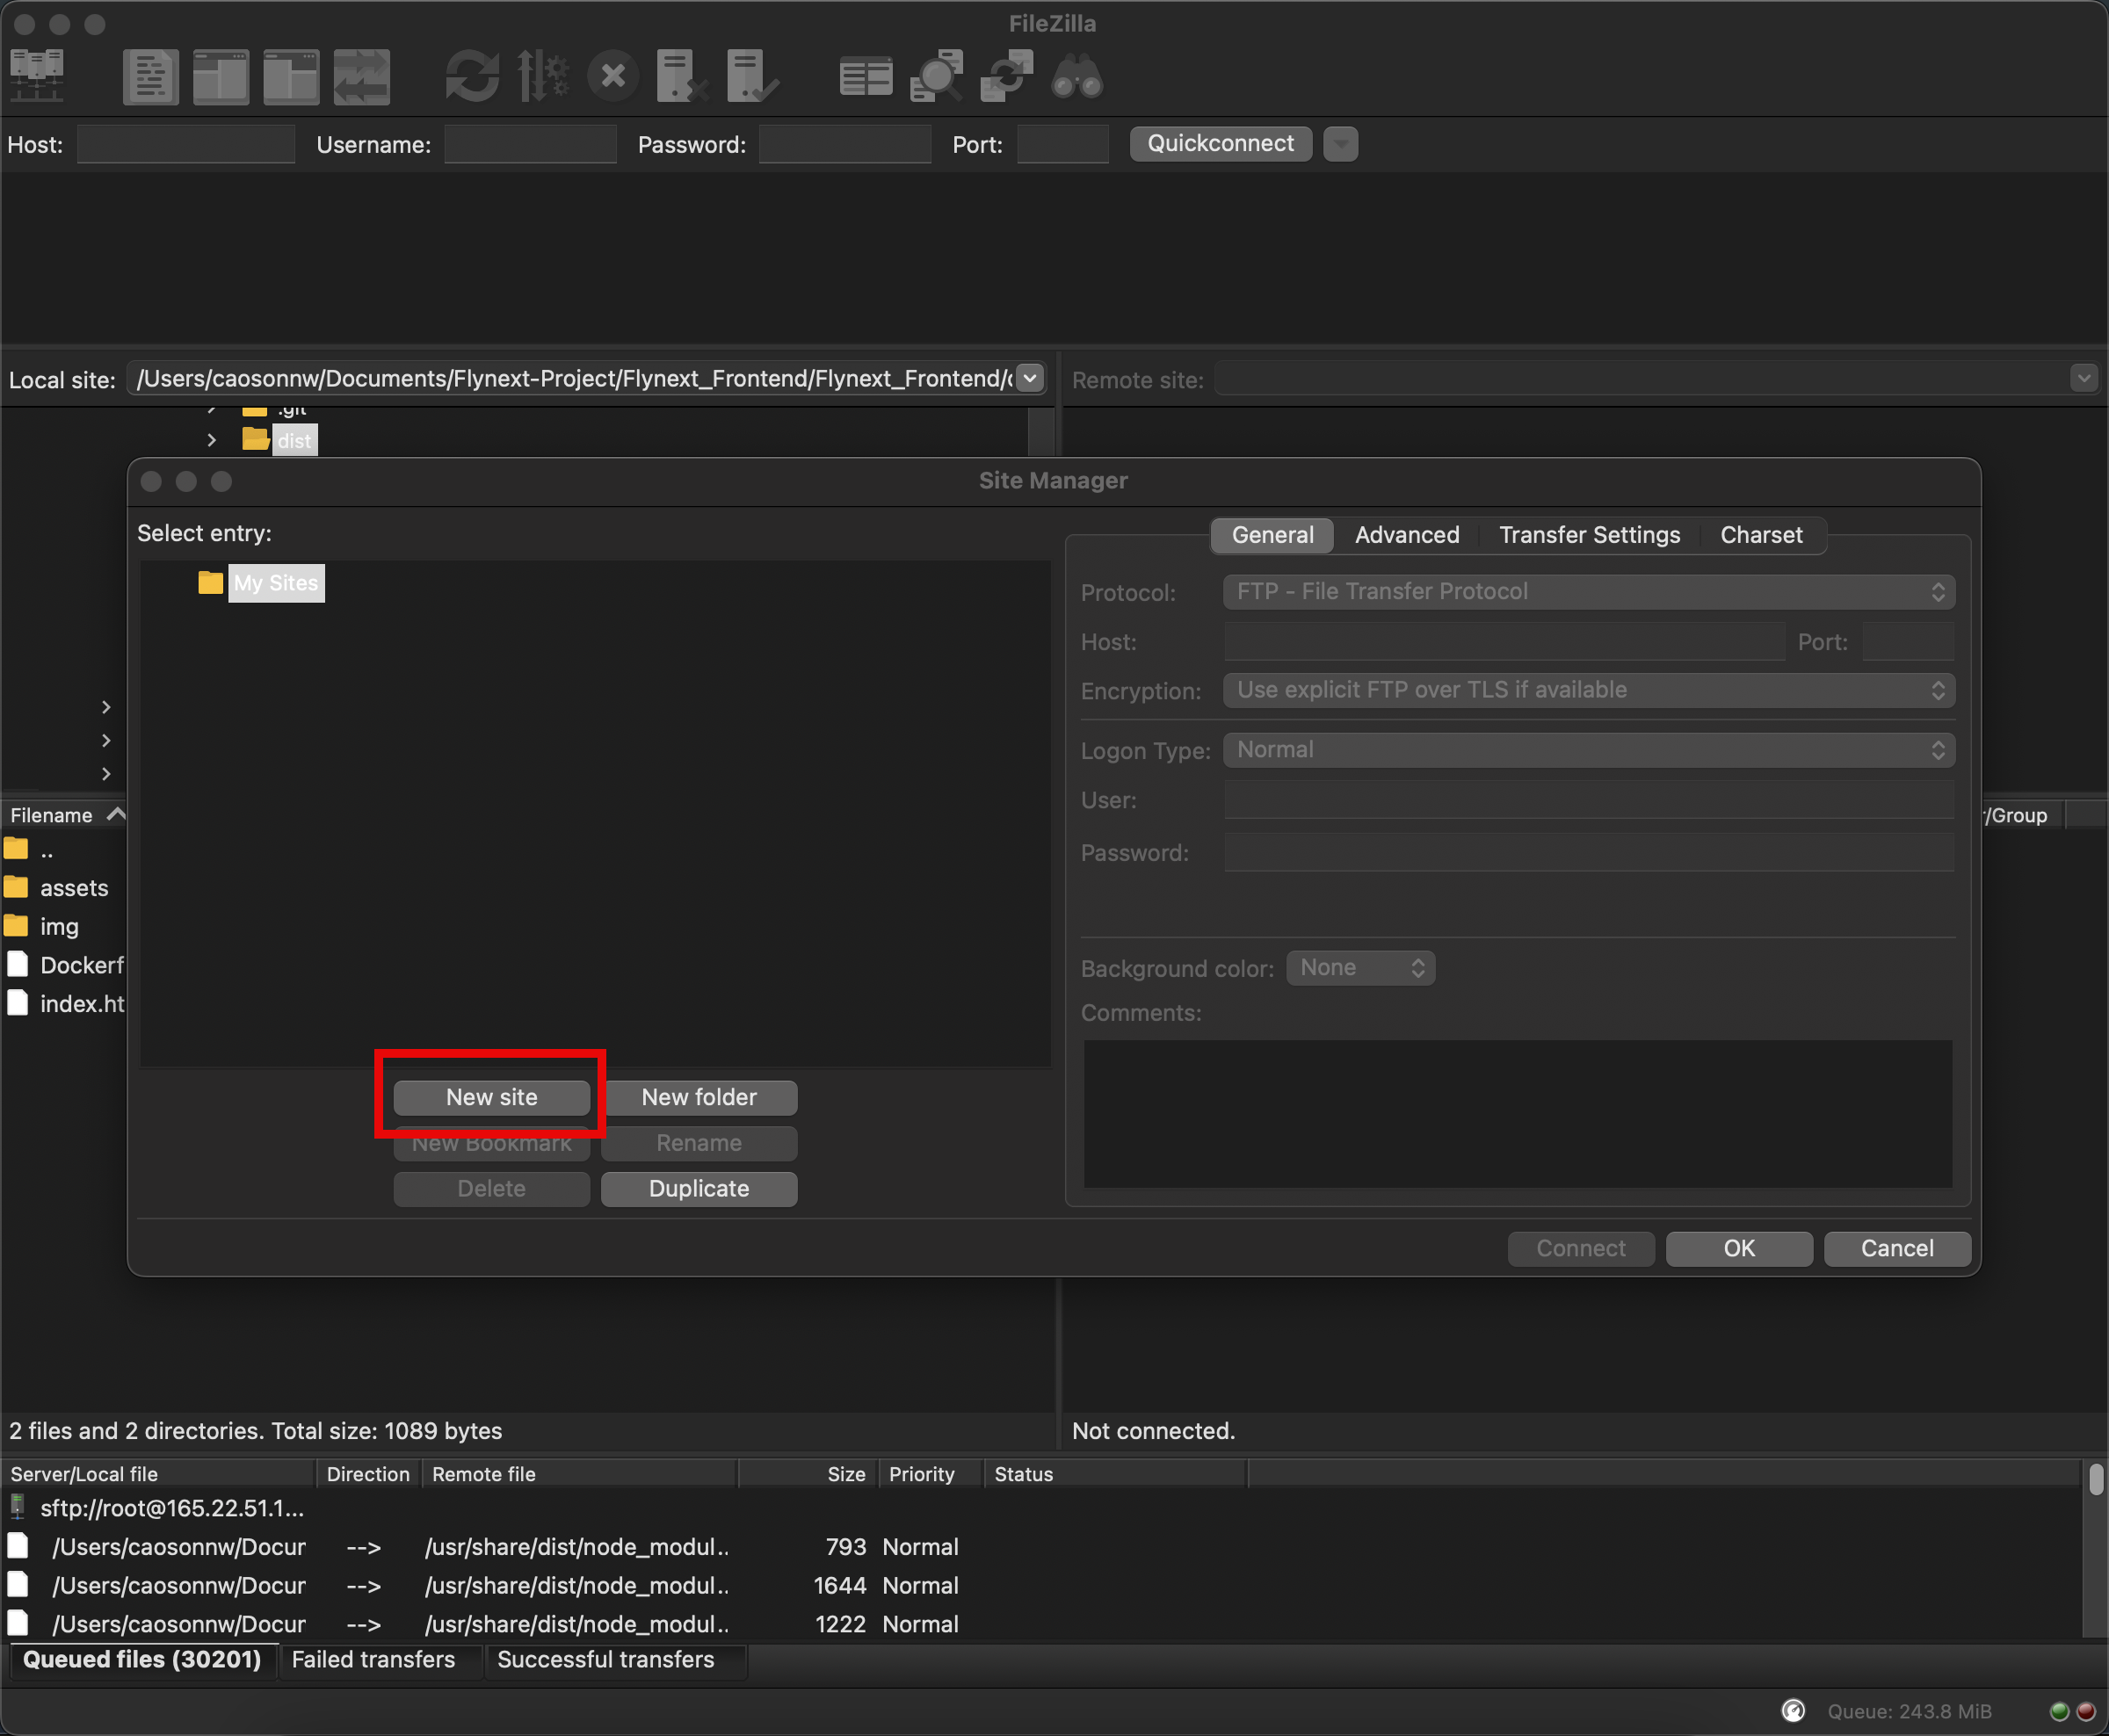 FileZilla
Host: Username: Password: Port: Quickconnect
Local site: /Users/caosonnw/Documents/Flynext-Project/Flynext_Frontend/Flynext_Frontend/
Remote site:
.git
dist
Site Manager
Select entry:
My Sites
General Advanced Transfer Settings Charset
Protocol: FTP - File Transfer Protocol
Host: Port:
Encryption: Use explicit FTP over TLS if available
Logon Type: Normal
User:
Password:
Background color: None
Comments:
New site New folder
New Bookmark Rename
Delete Duplicate
Connect OK Cancel
Filename
/Group
..
assets
img
Dockerf
index.ht
2 files and 2 directories. Total size: 1089 bytes
Not connected.
Server/Local file Direction Remote file Size Priority Status
sftp://root@165.22.51.1...
/Users/caosonnw/Docur --> /usr/share/dist/node_modul.. 793 Normal
/Users/caosonnw/Docur --> /usr/share/dist/node_modul.. 1644 Normal
/Users/caosonnw/Docur --> /usr/share/dist/node_modul.. 1222 Normal
Queued files (30201) Failed transfers Successful transfers
Queue: 243.8 MiB